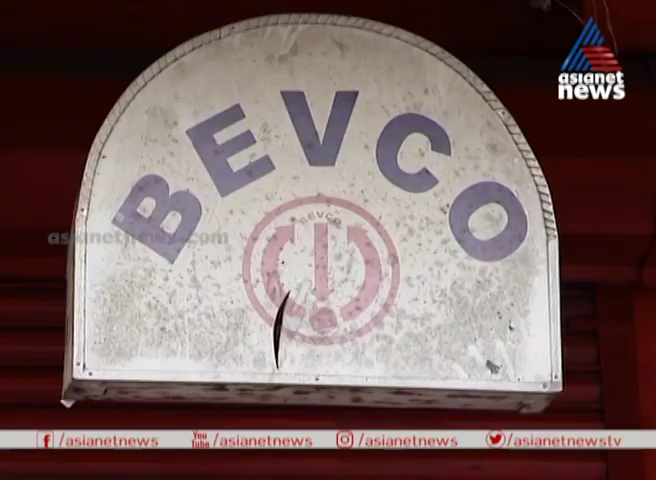 asianet
news
BEVCO
BEVCO
asianetnews.com
f /asianetnews You Tube /asianetnews /asianetnews /asianetnewstv